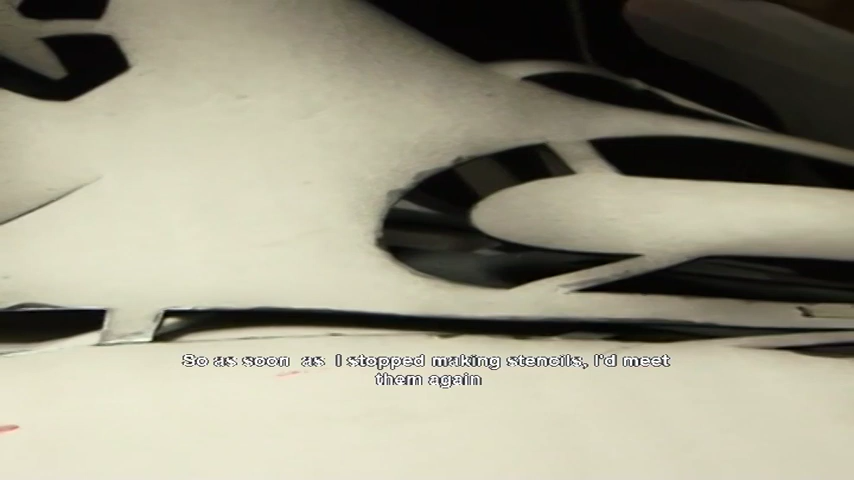 So as soon as I stopped making stencils, I'd meet
them again